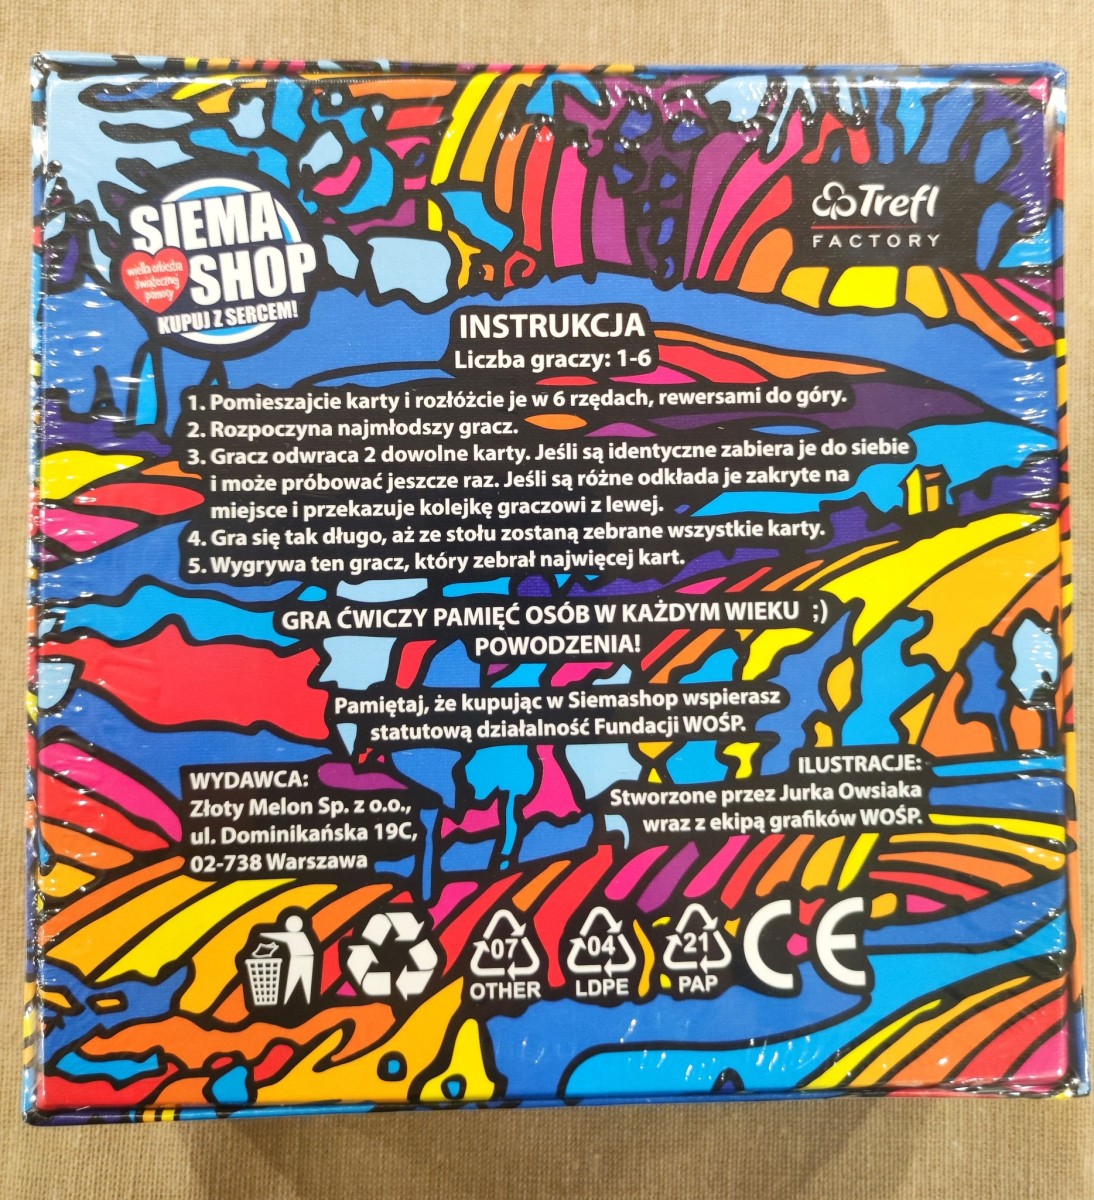 SIEMA
SHOP
wielka orkiestra
świątecznej
pomocy
KUPUJ Z SERCEM!
Trefl
FACTORY
INSTRUKCJA
Liczba graczy: 1-6
1. Pomieszajcie karty i rozłóżcie je w 6 rzędach, rewersami do góry.
2. Rozpoczyna najmłodszy gracz.
3. Gracz odwraca 2 dowolne karty. Jeśli są identyczne zabiera je do siebie
i może próbować jeszcze raz. Jeśli są różne odkłada je zakryte na
miejsce i przekazuje kolejkę graczowi z lewej.
4. Gra się tak długo, aż ze stołu zostaną zebrane wszystkie karty.
5. Wygrywa ten gracz, który zebrał najwięcej kart.
GRA ĆWICZY PAMIĘĆ OSÓB W KAŻDYM WIEKU ;)
POWODZENIA!
Pamiętaj, że kupując w Siemashop wspierasz
statutową działalność Fundacji WOŚP.
WYDAWCA:
Złoty Melon Sp. z o.o.,
ul. Dominikańska 19C,
02-738 Warszawa
ILUSTRACJE:
Stworzone przez Jurka Owsiaka
wraz z ekipą grafików WOŚP.
07
OTHER
04
LDPE
21
PAP
CE